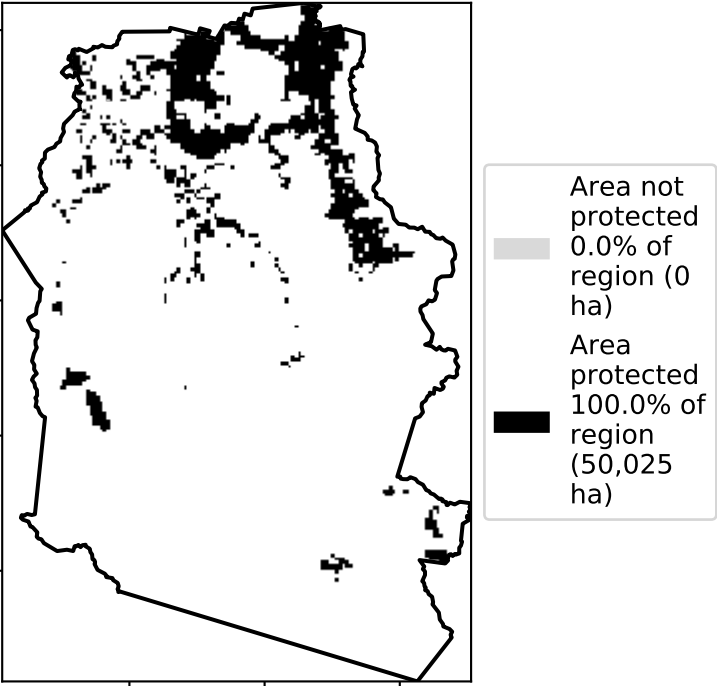 Area not
protected
0.0% of
region (0
ha)
Area
protected
100.0% of
region
(50,025
ha)